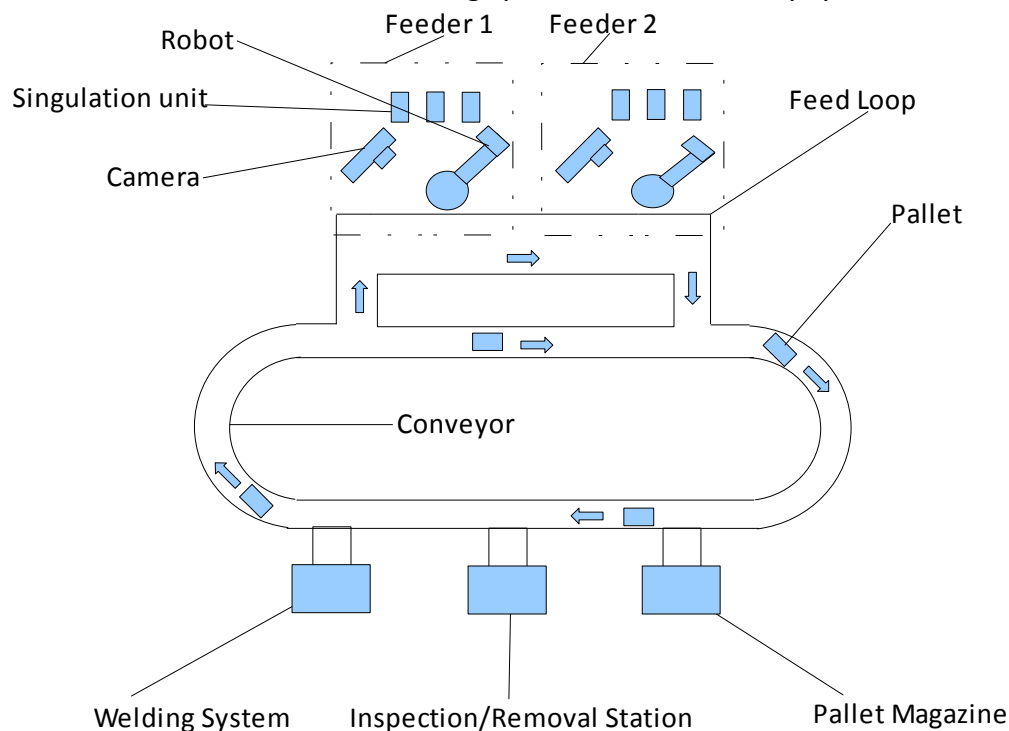 Feeder 1
Feeder 2
Robot
Singulation unit
Feed Loop
Camera
Pallet
Conveyor
Welding System
Inspection/Removal Station
Pallet Magazine